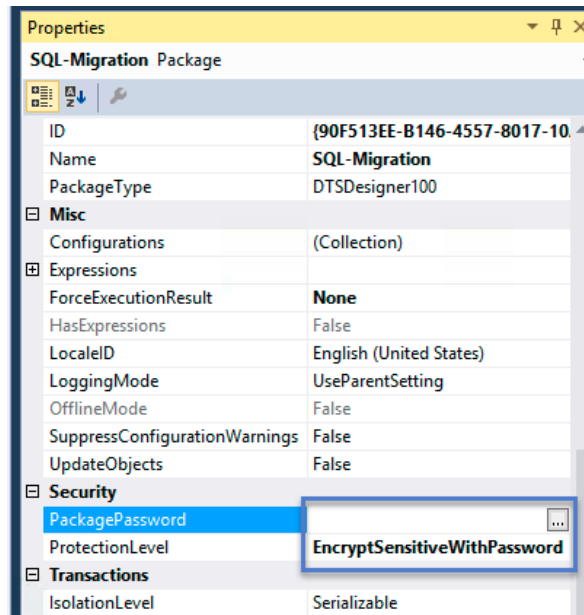 Properties
SQL-Migration Package
ID {90F513EE-B146-4557-8017-10
Name SQL-Migration
PackageType DTSDesigner100
Misc
Configurations (Collection)
Expressions
ForceExecutionResult None
HasExpressions False
LocaleID English (United States)
LoggingMode UseParentSetting
OfflineMode False
SuppressConfigurationWarnings False
UpdateObjects False
Security
PackagePassword ...
ProtectionLevel EncryptSensitiveWithPassword
Transactions
IsolationLevel Serializable